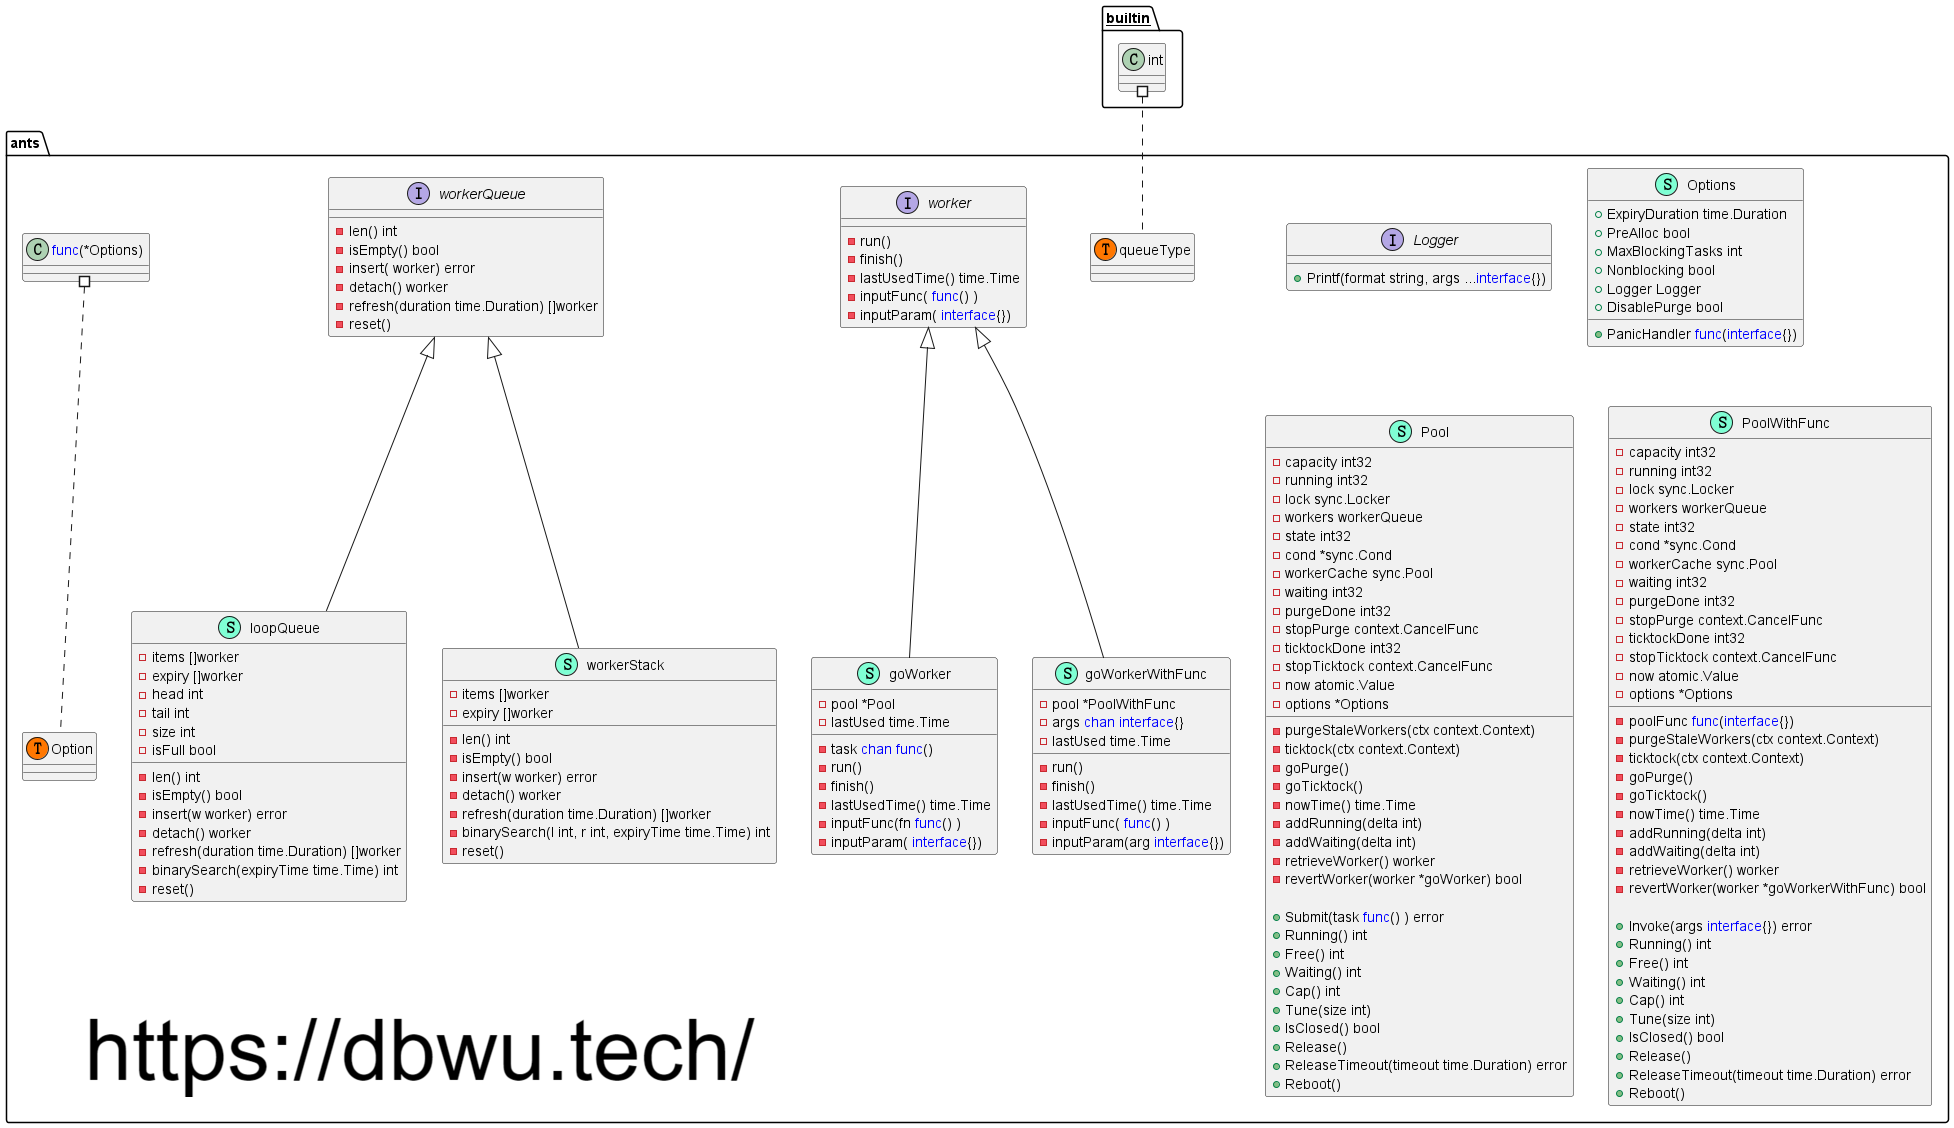 builtin
C int
ants
I workerQueue
len() int
isEmpty() bool
insert( worker) error
detach() worker
refresh(duration time.Duration) []worker
reset()
I worker
run()
finish()
lastUsedTime() time.Time
inputFunc( func() )
inputParam( interface{})
C func(*Options)
T queueType
I Logger
Printf(format string, args ...interface{})
S Options
ExpiryDuration time.Duration
PreAlloc bool
MaxBlockingTasks int
Nonblocking bool
Logger Logger
DisablePurge bool
PanicHandler func(interface{})
T Option
S loopQueue
items []worker
expiry []worker
head int
tail int
size int
isFull bool
len() int
isEmpty() bool
insert(w worker) error
detach() worker
refresh(duration time.Duration) []worker
binarySearch(expiryTime time.Time) int
reset()
S workerStack
items []worker
expiry []worker
len() int
isEmpty() bool
insert(w worker) error
detach() worker
refresh(duration time.Duration) []worker
binarySearch(l int, r int, expiryTime time.Time) int
reset()
S goWorker
pool *Pool
lastUsed time.Time
task chan func()
run()
finish()
lastUsedTime() time.Time
inputFunc(fn func() )
inputParam( interface{})
S goWorkerWithFunc
pool *PoolWithFunc
args chan interface{}
lastUsed time.Time
run()
finish()
lastUsedTime() time.Time
inputFunc( func() )
inputParam(arg interface{})
S Pool
capacity int32
running int32
lock sync.Locker
workers workerQueue
state int32
cond *sync.Cond
workerCache sync.Pool
waiting int32
purgeDone int32
stopPurge context.CancelFunc
ticktockDone int32
stopTicktock context.CancelFunc
now atomic.Value
options *Options
purgeStaleWorkers(ctx context.Context)
ticktock(ctx context.Context)
goPurge()
goTicktock()
nowTime() time.Time
addRunning(delta int)
addWaiting(delta int)
retrieveWorker() worker
revertWorker(worker *goWorker) bool
Submit(task func() ) error
Running() int
Free() int
Waiting() int
Cap() int
Tune(size int)
IsClosed() bool
Release()
ReleaseTimeout(timeout time.Duration) error
Reboot()
S PoolWithFunc
capacity int32
running int32
lock sync.Locker
workers workerQueue
state int32
cond *sync.Cond
workerCache sync.Pool
waiting int32
purgeDone int32
stopPurge context.CancelFunc
ticktockDone int32
stopTicktock context.CancelFunc
now atomic.Value
options *Options
poolFunc func(interface{})
purgeStaleWorkers(ctx context.Context)
ticktock(ctx context.Context)
goPurge()
goTicktock()
nowTime() time.Time
addRunning(delta int)
addWaiting(delta int)
retrieveWorker() worker
revertWorker(worker *goWorkerWithFunc) bool
Invoke(args interface{}) error
Running() int
Free() int
Waiting() int
Cap() int
Tune(size int)
IsClosed() bool
Release()
ReleaseTimeout(timeout time.Duration) error
Reboot()
https://dbwu.tech/